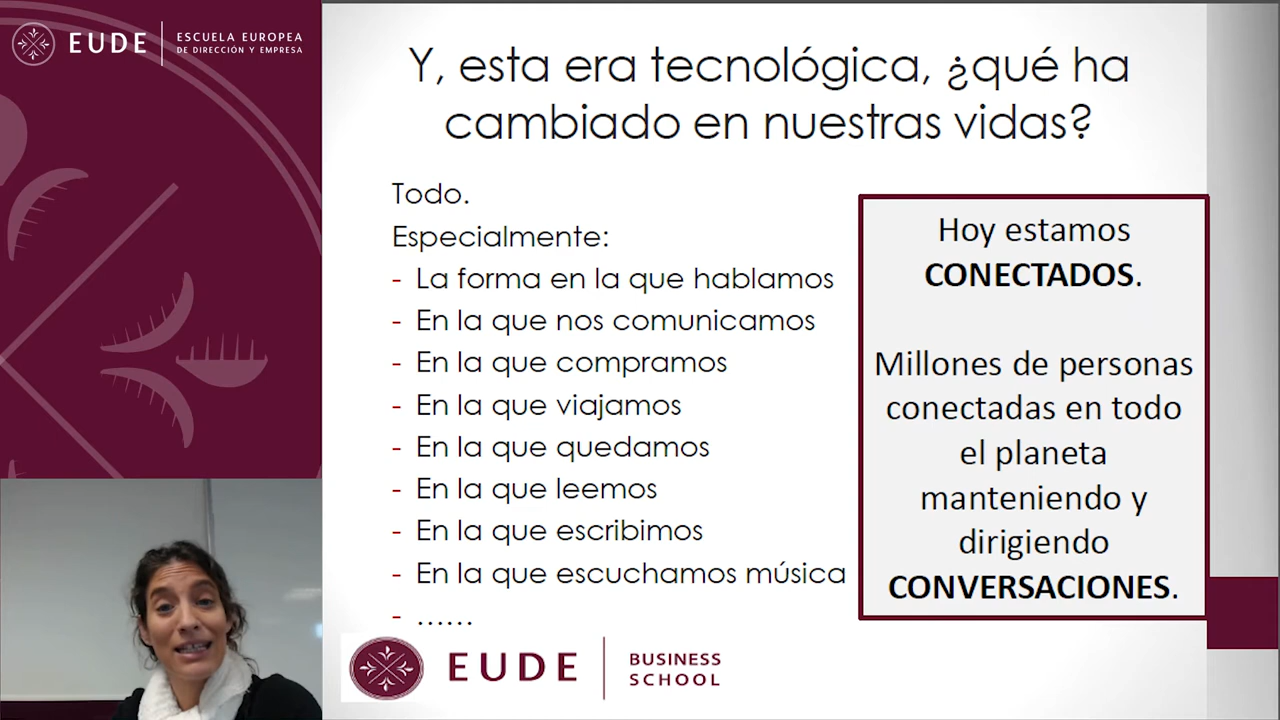 EUDE
ESCUELA EUROPEA
DE DIRECCIÓN Y EMPRESA
Y, esta era tecnológica, ¿qué ha
cambiado en nuestras vidas?
Todo.
Especialmente:
- La forma en la que hablamos
- En la que nos comunicamos
- En la que compramos
- En la que viajamos
- En la que quedamos
- En la que leemos
- En la que escribimos
- En la que escuchamos música
- ......
Hoy estamos
CONECTADOS.
Millones de personas
conectadas en todo
el planeta
manteniendo y
dirigiendo
CONVERSACIONES.
EUDE
BUSINESS
SCHOOL